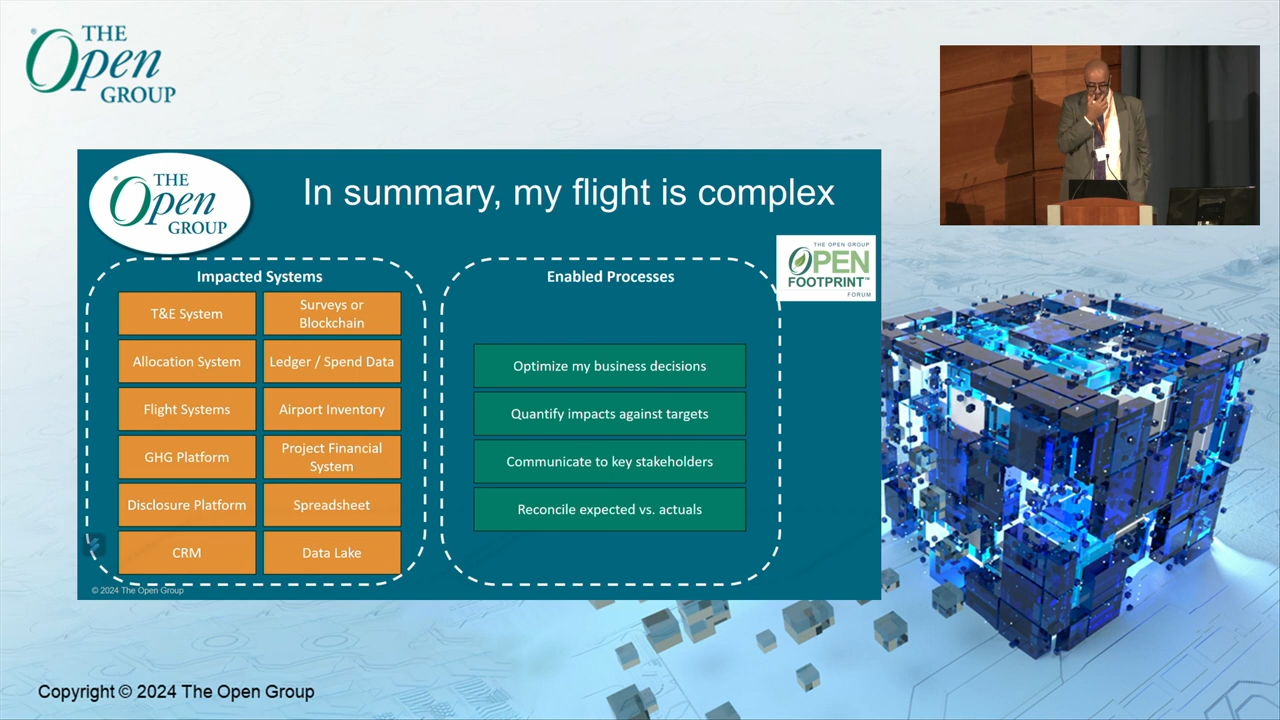 THE
Open
GROUP
THE
Open
GROUP
In summary, my flight is complex
THE OPEN GROUP
OPEN
FOOTPRINT™
FORUM
Impacted Systems
T&E System
Surveys or
Blockchain
Allocation System
Ledger / Spend Data
Flight Systems
Airport Inventory
GHG Platform
Project Financial
System
Disclosure Platform
Spreadsheet
CRM
Data Lake
Enabled Processes
Optimize my business decisions
Quantify impacts against targets
Communicate to key stakeholders
Reconcile expected vs. actuals
© 2024 The Open Group
Copyright © 2024 The Open Group